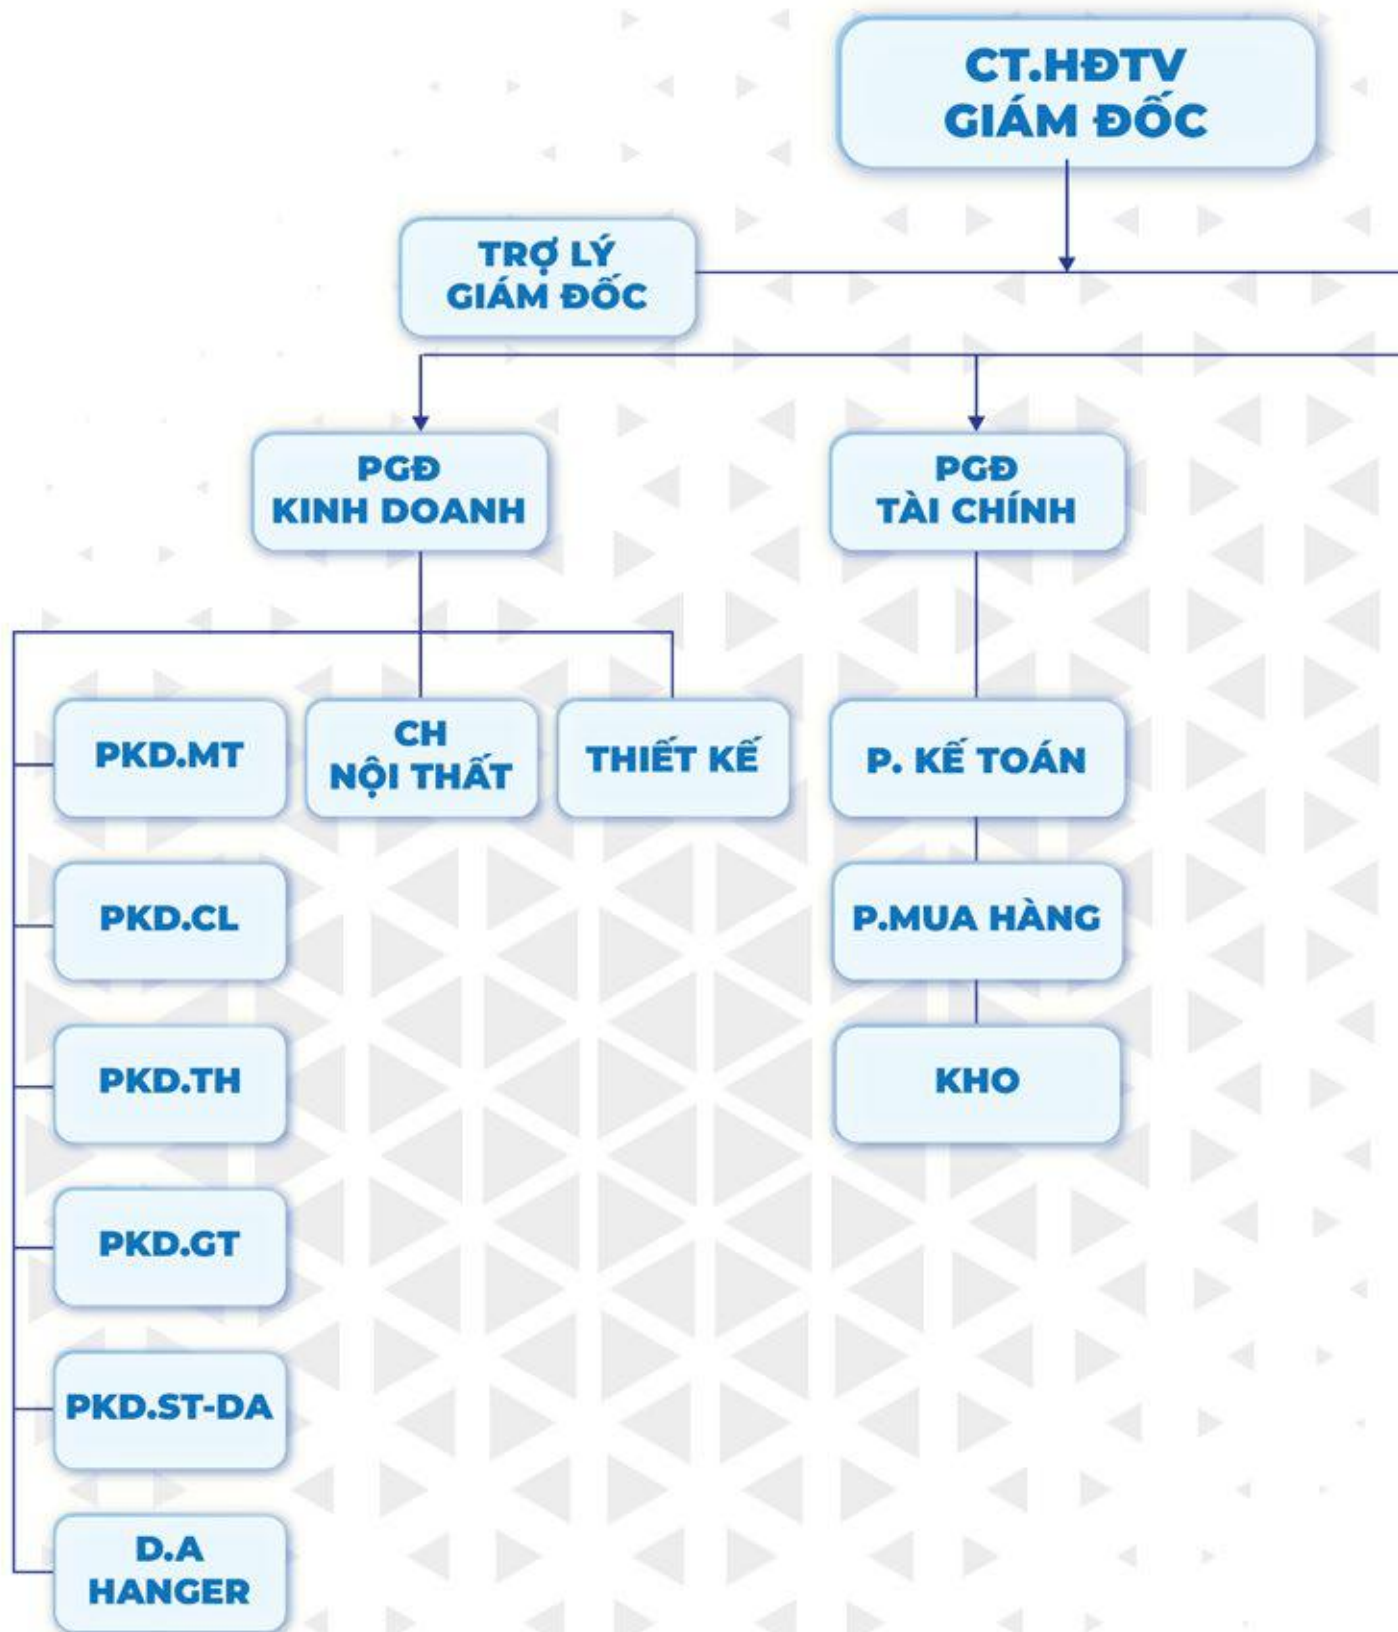 CT.HĐTV
GIÁM ĐỐC
TRỢ LÝ
GIÁM ĐỐC
PGĐ
KINH DOANH
PGĐ
TÀI CHÍNH
PKD.MT
CH
NỘI THẤT
THIẾT KẾ
P. KẾ TOÁN
PKD.CL
P.MUA HÀNG
PKD.TH
KHO
PKD.GT
PKD.ST-DA
D.A
HANGER